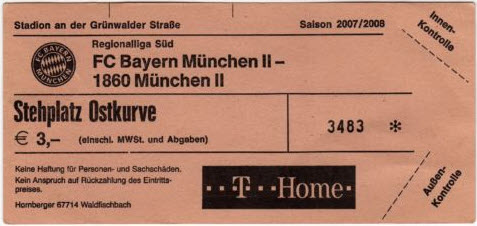 Stadion an der Grünwalder Straße
Saison 2007/2008
Innen-
Kontrolle
FC BAYERN
MÜNCHEN
Regionalliga Süd
FC Bayern München II –
1860 München II
Stehplatz Ostkurve
€ 3,– (einschl. MWSt. und Abgaben)
3483 *
Keine Haftung für Personen- und Sachschäden.
Kein Anspruch auf Rückzahlung des Eintritts-
preises.
Homberger 67714 Waldfischbach
··T··Home·
Außen-
Kontrolle